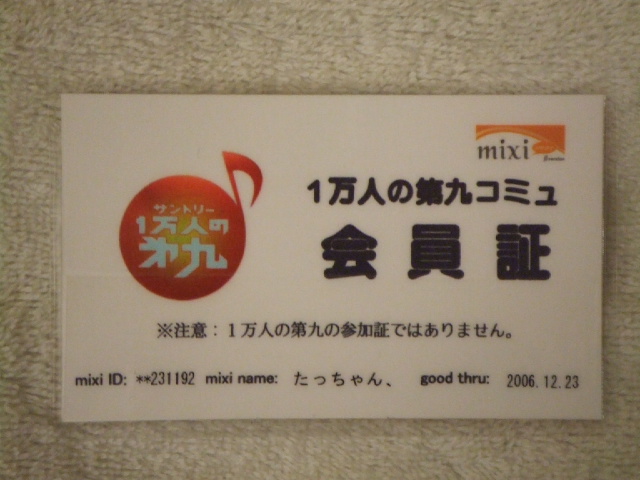 mixi
サントリー
1万人の
第九
1万人の第九コミュ
会員証
※注意：1万人の第九の参加証ではありません。
mixi ID: **231192 mixi name: たっちゃん、 good thru: 2006.12.23